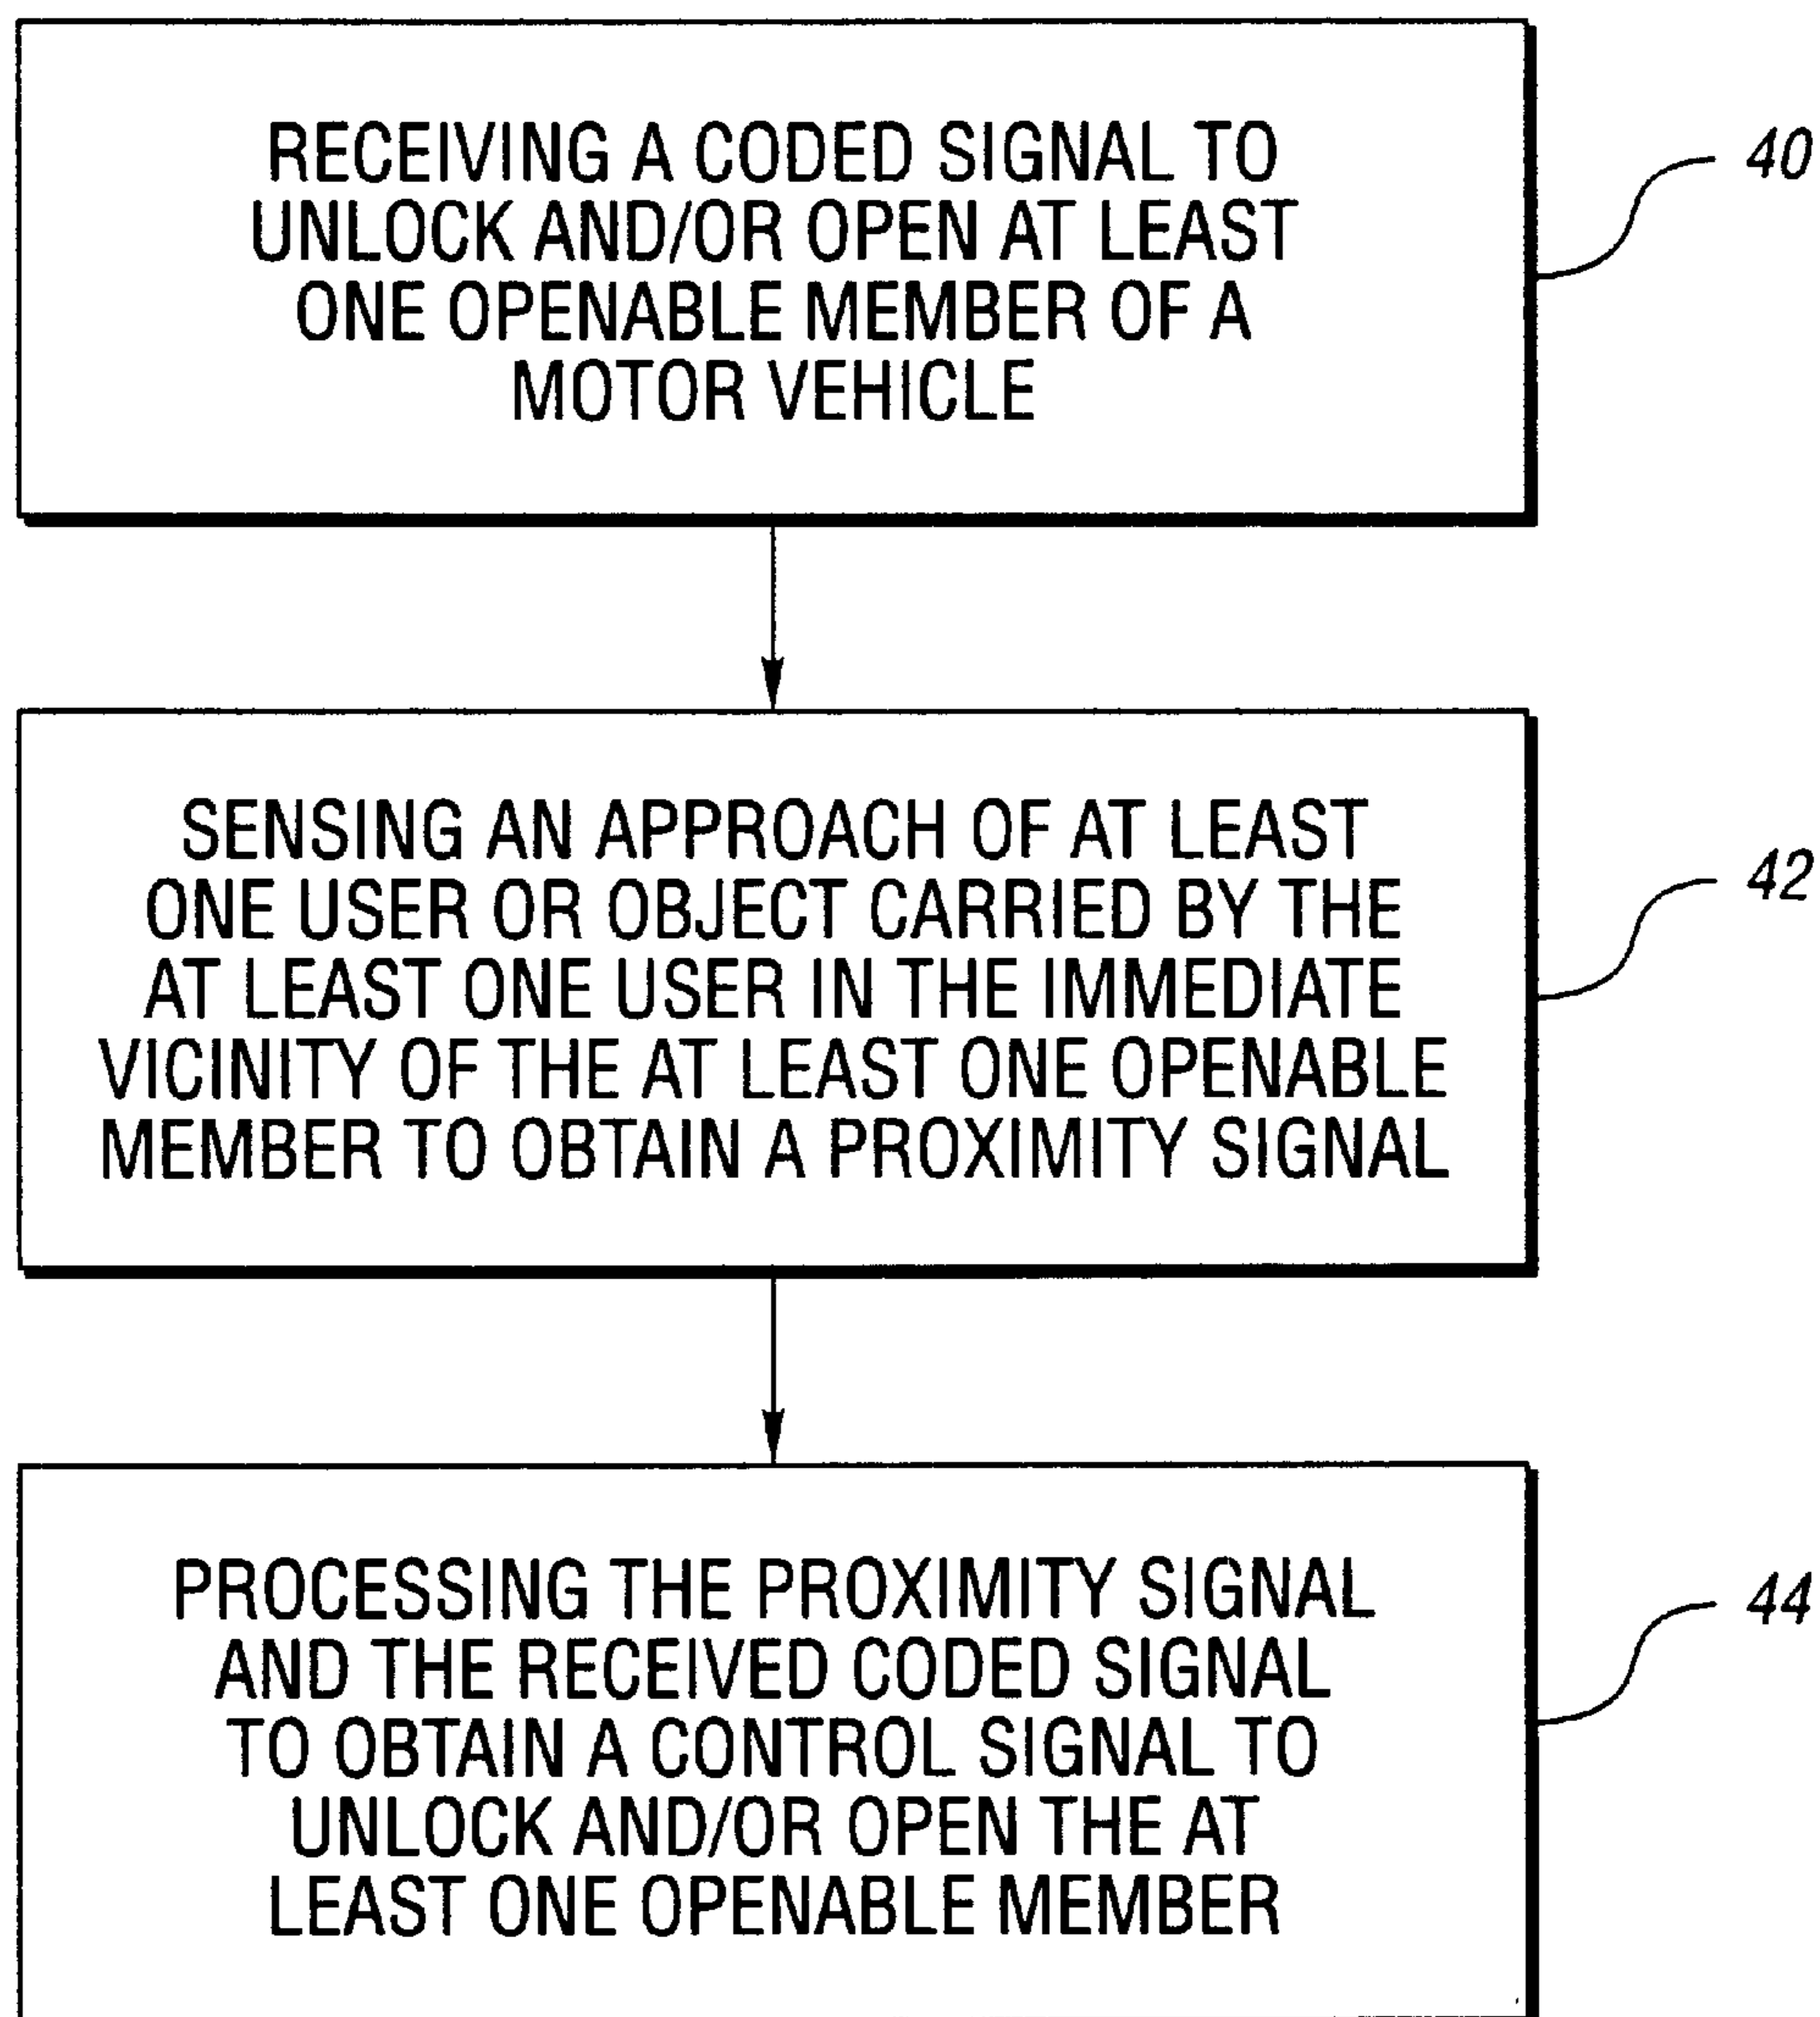 RECEIVING A CODED SIGNAL TO
UNLOCK AND/OR OPEN AT LEAST
ONE OPENABLE MEMBER OF A
MOTOR VEHICLE
40
SENSING AN APPROACH OF AT LEAST
ONE USER OR OBJECT CARRIED BY THE
AT LEAST ONE USER IN THE IMMEDIATE
VICINITY OF THE AT LEAST ONE OPENABLE
MEMBER TO OBTAIN A PROXIMITY SIGNAL
42
PROCESSING THE PROXIMITY SIGNAL
AND THE RECEIVED CODED SIGNAL
TO OBTAIN A CONTROL SIGNAL TO
UNLOCK AND/OR OPEN THE AT
LEAST ONE OPENABLE MEMBER
44